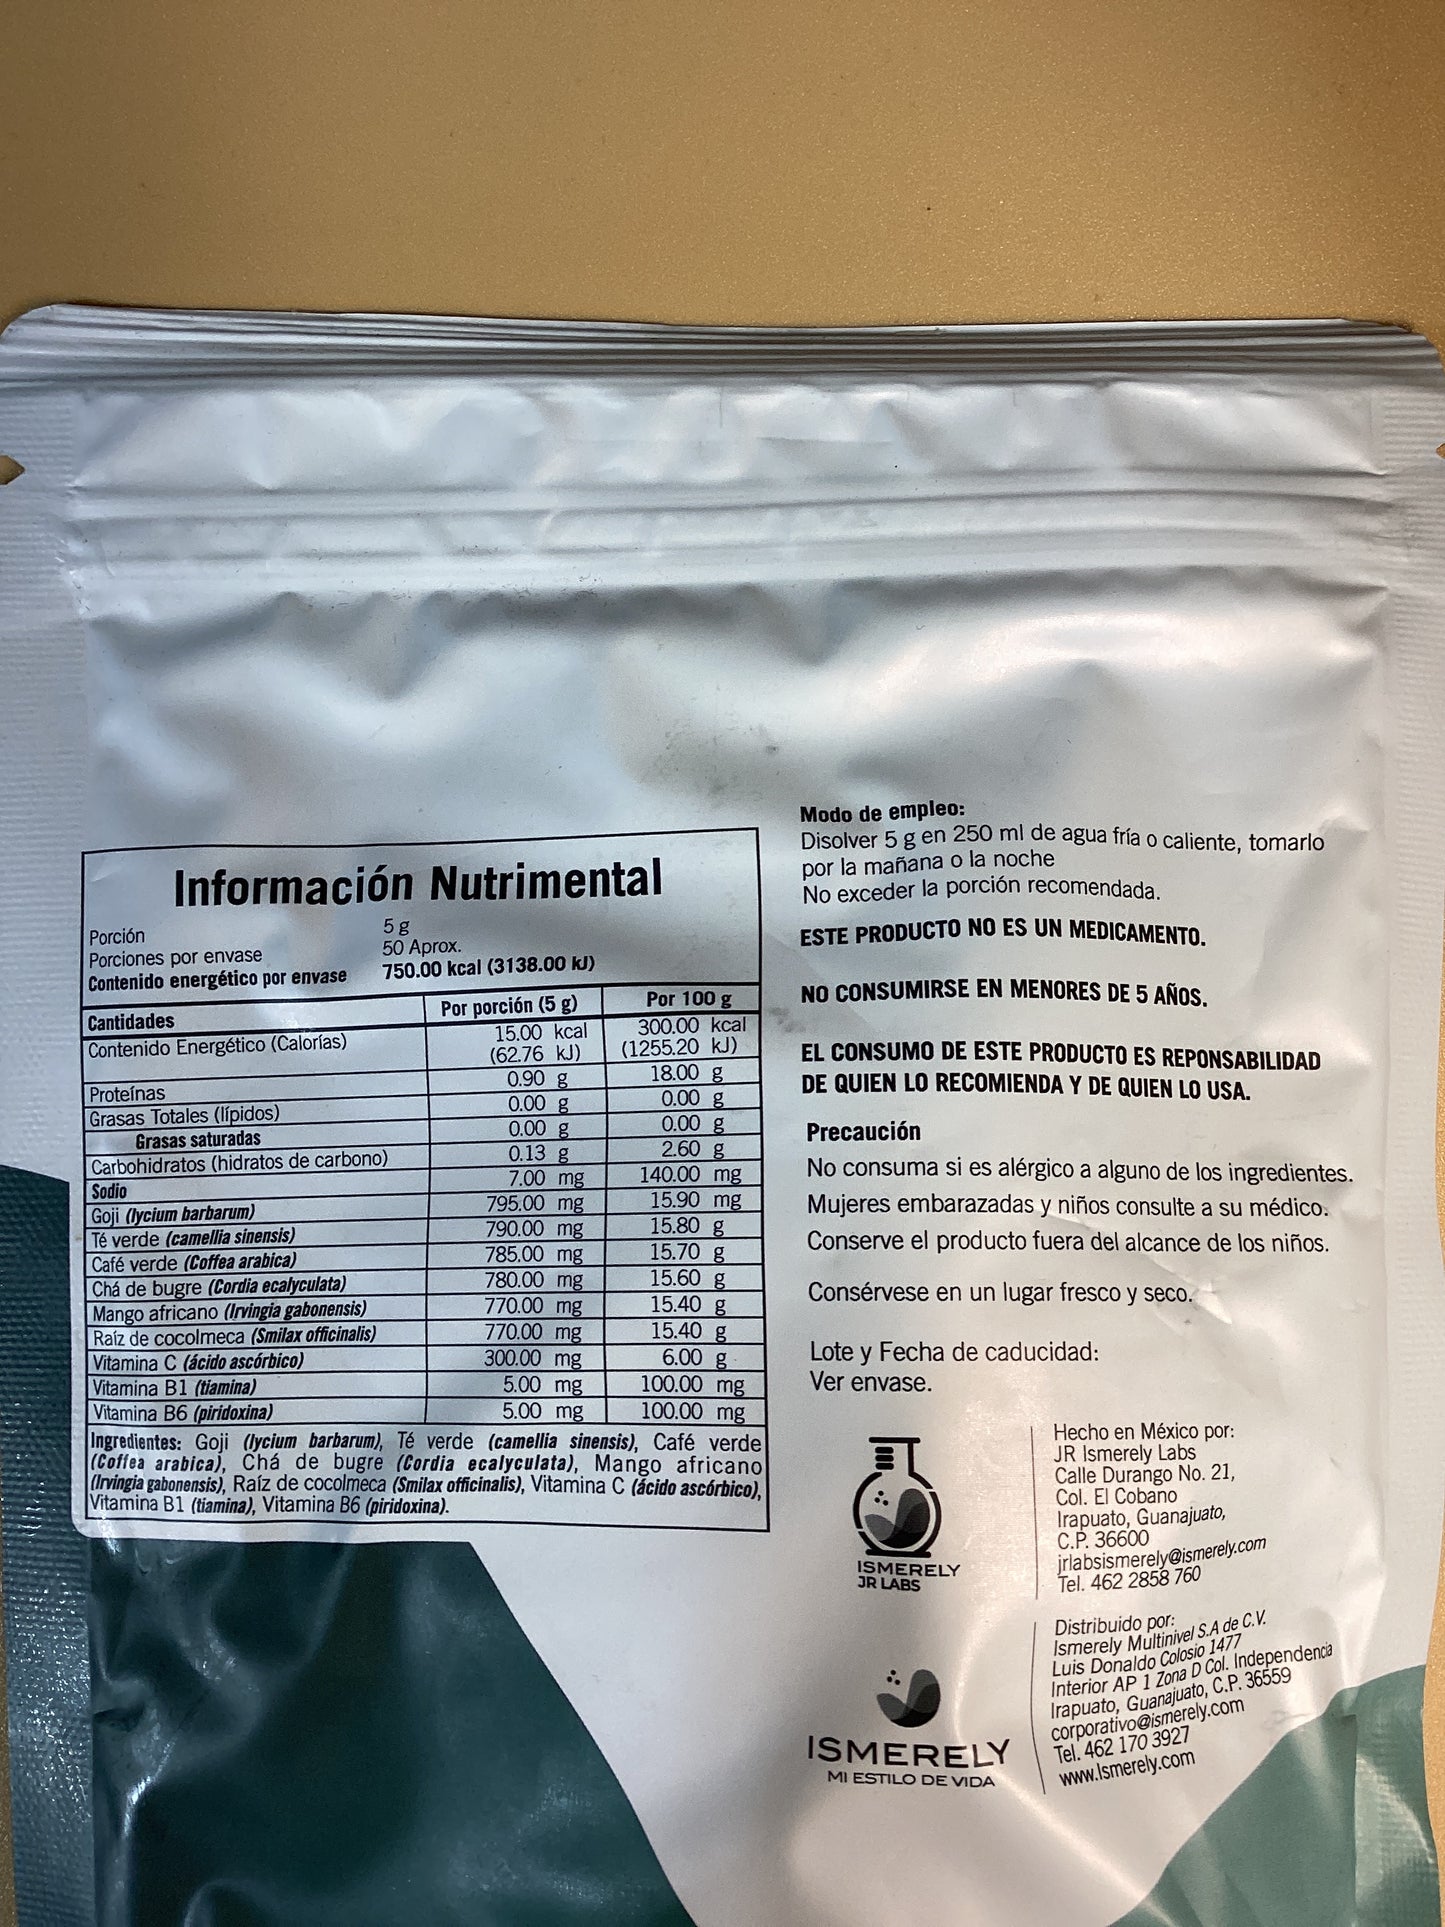 Información Nutrimental
Porción 5 g
Porciones por envase 50 Aprox.
Contenido energético por envase 750.00 kcal (3138.00 kJ)
Cantidades Por porción (5 g) Por 100 g
Contenido Energético (Calorías) 15.00 kcal 300.00 kcal
(62.76 kJ) (1255.20 kJ)
Proteínas 0.90 g 18.00 g
Grasas Totales (lípidos) 0.00 g 0.00 g
Grasas saturadas 0.00 g 0.00 g
Carbohidratos (hidratos de carbono) 0.13 g 2.60 g
Sodio 7.00 mg 140.00 mg
Goji (lycium barbarum) 795.00 mg 15.90 mg
Té verde (camellia sinensis) 790.00 mg 15.80 g
Café verde (Coffea arabica) 785.00 mg 15.70 g
Chá de bugre (Cordia ecalyculata) 780.00 mg 15.60 g
Mango africano (Irvingia gabonensis) 770.00 mg 15.40 g
Raíz de cocolmeca (Smilax officinalis) 770.00 mg 15.40 g
Vitamina C (ácido ascórbico) 300.00 mg 6.00 g
Vitamina B1 (tiamina) 5.00 mg 100.00 mg
Vitamina B6 (piridoxina) 5.00 mg 100.00 mg
Ingredientes: Goji (lycium barbarum), Té verde (camellia sinensis), Café verde
(Coffea arabica), Chá de bugre (Cordia ecalyculata), Mango africano
(Irvingia gabonensis), Raíz de cocolmeca (Smilax officinalis), Vitamina C (ácido ascórbico),
Vitamina B1 (tiamina), Vitamina B6 (piridoxina).
Modo de empleo:
Disolver 5 g en 250 ml de agua fría o caliente, tomarlo
por la mañana o la noche
No exceder la porción recomendada.
ESTE PRODUCTO NO ES UN MEDICAMENTO.
NO CONSUMIRSE EN MENORES DE 5 AÑOS.
EL CONSUMO DE ESTE PRODUCTO ES REPONSABILIDAD
DE QUIEN LO RECOMIENDA Y DE QUIEN LO USA.
Precaución
No consuma si es alérgico a alguno de los ingredientes.
Mujeres embarazadas y niños consulte a su médico.
Conserve el producto fuera del alcance de los niños.
Consérvese en un lugar fresco y seco.
Lote y Fecha de caducidad:
Ver envase.
ISMERELY
JR LABS
Hecho en México por:
JR Ismerely Labs
Calle Durango No. 21,
Col. El Cobano
Irapuato, Guanajuato,
C.P. 36600
jrlabsismerely@ismerely.com
Tel. 462 2858 760
ISMERELY
MI ESTILO DE VIDA
Distribuido por:
Ismerely Multinivel S.A de C.V.
Luis Donaldo Colosio 1477
Interior AP 1 Zona D Col. Independencia
Irapuato, Guanajuato, C.P. 36559
corporativo@ismerely.com
Tel. 462 170 3927
www.Ismerely.com